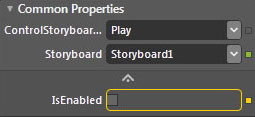 Common Properties
ControlStoryboar... Play
Storyboard Storyboard1
IsEnabled